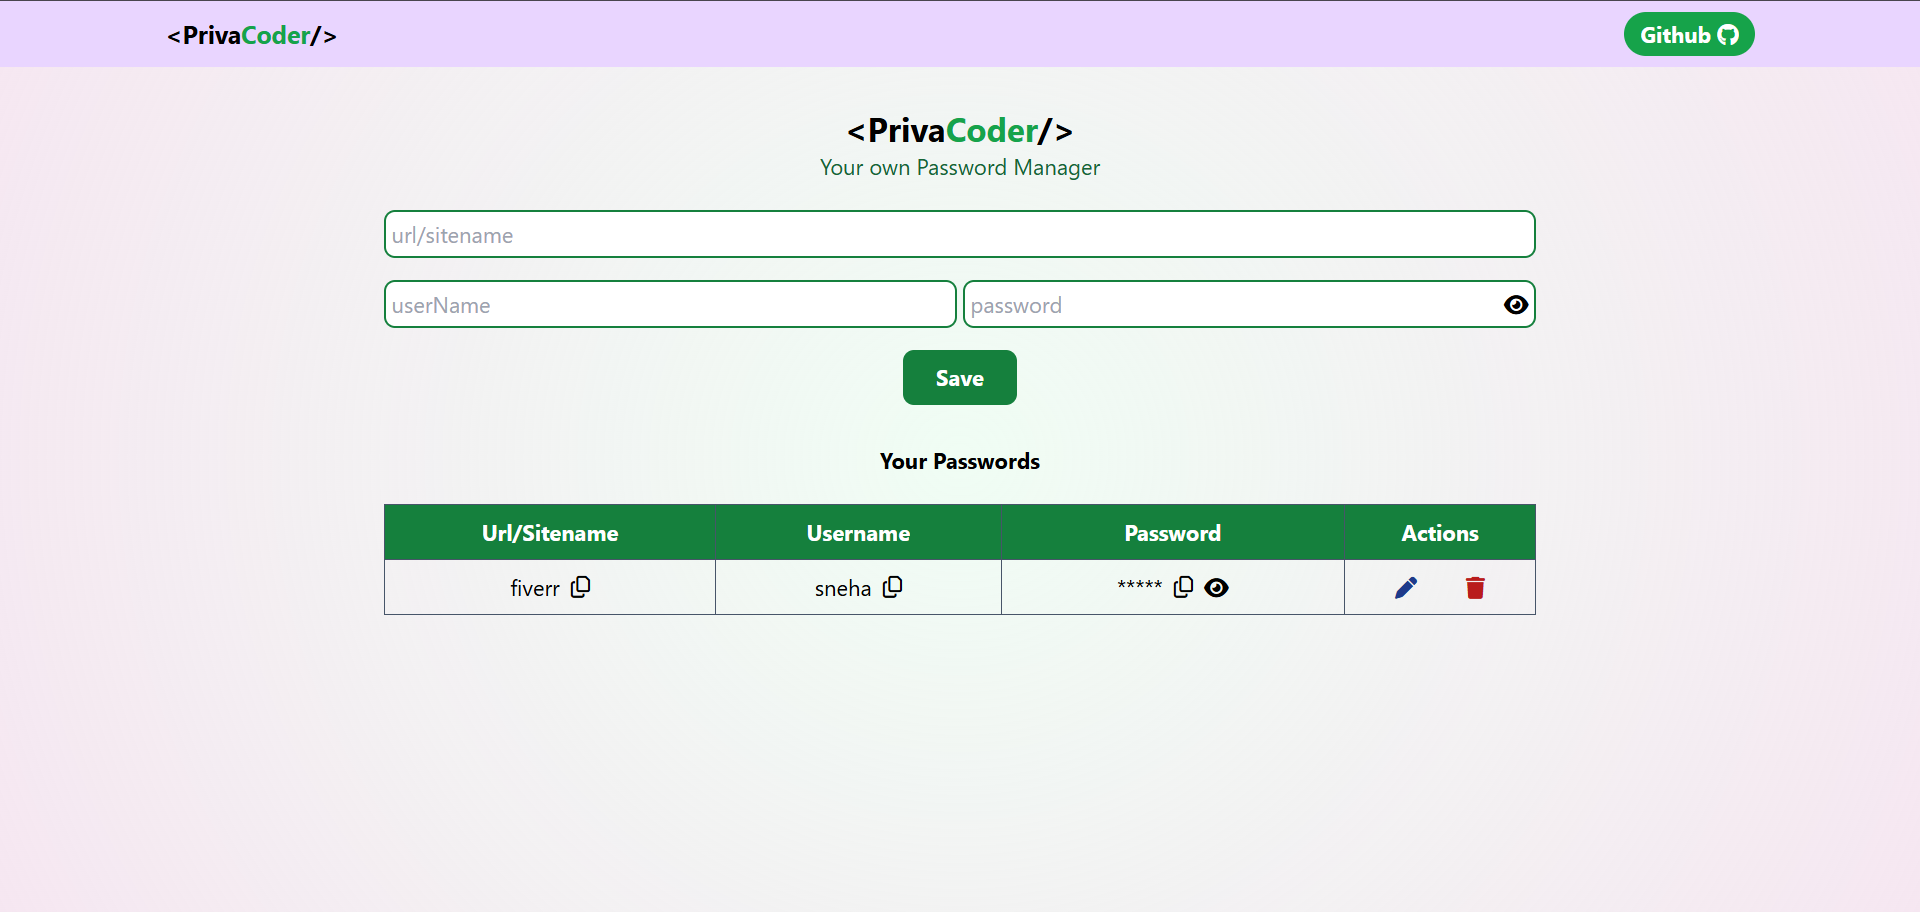 <PrivaCoder/>
Github
<PrivaCoder/>
Your own Password Manager
url/sitename
userName password
Save
Your Passwords
Url/Sitename Username Password Actions
fiverr sneha *****